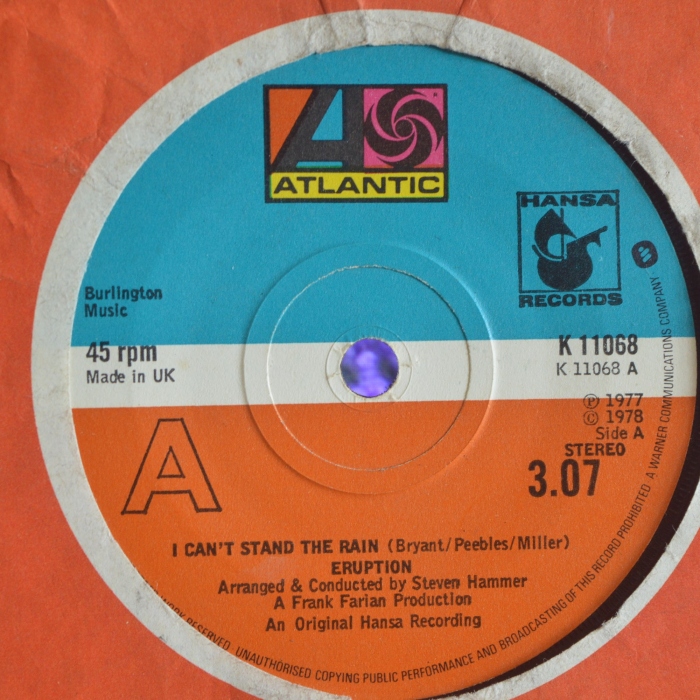 ATLANTIC
HANSA
RECORDS
Burlington
Music
45 rpm
Made in UK
K 11068
K 11068 A
℗ 1977
© 1978
Side A
STEREO
3.07
A
I CAN'T STAND THE RAIN (Bryant/Peebles/Miller)
ERUPTION
Arranged & Conducted by Steven Hammer
A Frank Farian Production
An Original Hansa Recording
WORK RESERVED. UNAUTHORISED COPYING PUBLIC PERFORMANCE AND BROADCASTING OF THIS RECORD PROHIBITED A WARNER COMMUNICATIONS COMPANY